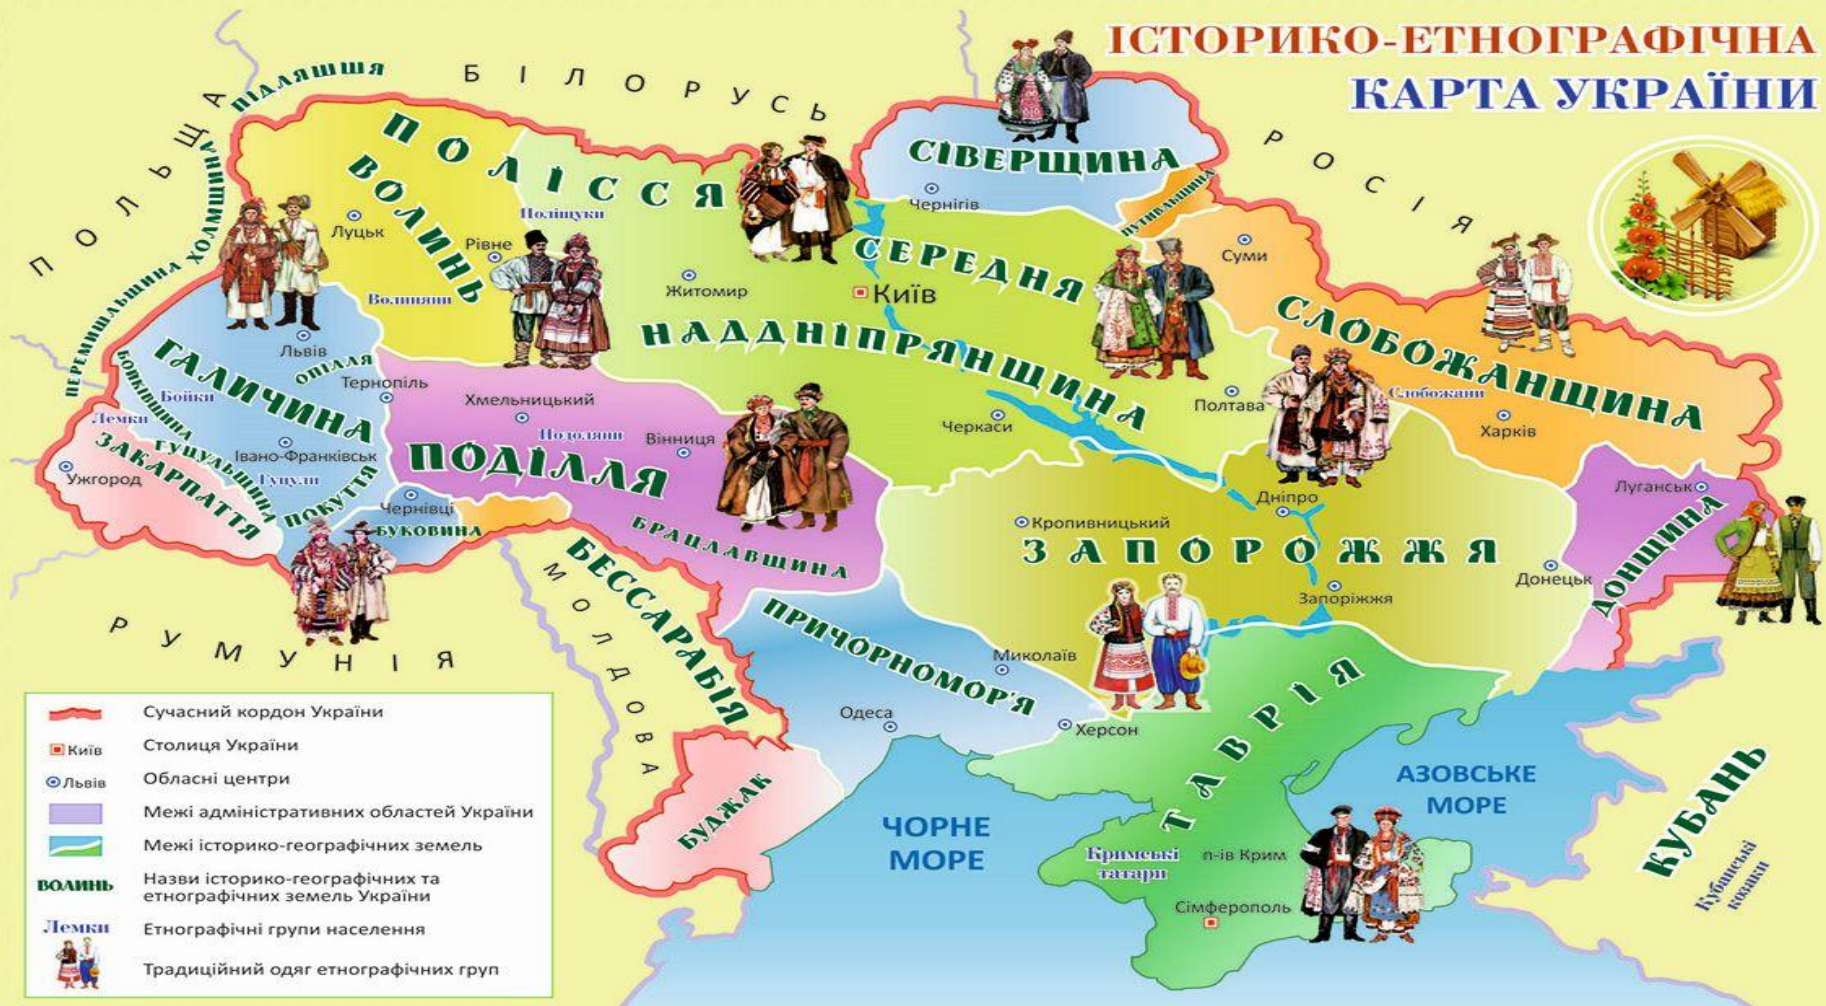 ІСТОРИКО-ЕТНОГРАФІЧНА
КАРТА УКРАЇНИ
БІЛОРУСЬ
ПОЛЬЩА
РОСІЯ
ПІДЛЯШШЯ
ХОЛМЩИНА
ПЕРЕМИШЛЬЩИНА
ПОЛІССЯ
Поліщуки
ВОЛИНЬ
Луцьк
Рівне
Волиняни
Житомир
СІВЕРЩИНА
Чернігів
ПУТИВЛЬЩИНА
Суми
СЕРЕДНЯ
НАДДНІПРЯНЩИНА
Київ
Черкаси
Полтава
СЛОБОЖАНЩИНА
Слобожани
Харків
ГАЛИЧИНА
Львів
ОПІЛЛЯ
Тернопіль
БОЙКІВЩИНА
Бойки
Лемки
ЗАКАРПАТТЯ
Ужгород
ГУЦУЛЬЩИНА
Гуцули
Івано-Франківськ
ПОКУТТЯ
Чернівці
БУКОВИНА
Хмельницький
Подоляни
Вінниця
ПОДІЛЛЯ
БРАЦЛАВЩИНА
Луганськ
ДОНЩИНА
Донецьк
Дніпро
Кропивницький
ЗАПОРОЖЖЯ
Запоріжжя
БЕССАРАБІЯ
МОЛДОВА
РУМУНІЯ
ПРИЧОРНОМОР'Я
Миколаїв
Одеса
Херсон
БУДЖАК
ТАВРІЯ
ЧОРНЕ
МОРЕ
АЗОВСЬКЕ
МОРЕ
Кримські
татари
п-ів Крим
Сімферополь
КУБАНЬ
Кубанські
козаки
Сучасний кордон України
Київ Столиця України
Львів Обласні центри
Межі адміністративних областей України
Межі історико-географічних земель
ВОЛИНЬ Назви історико-географічних та
етнографічних земель України
Лемки Етнографічні групи населення
Традиційний одяг етнографічних груп